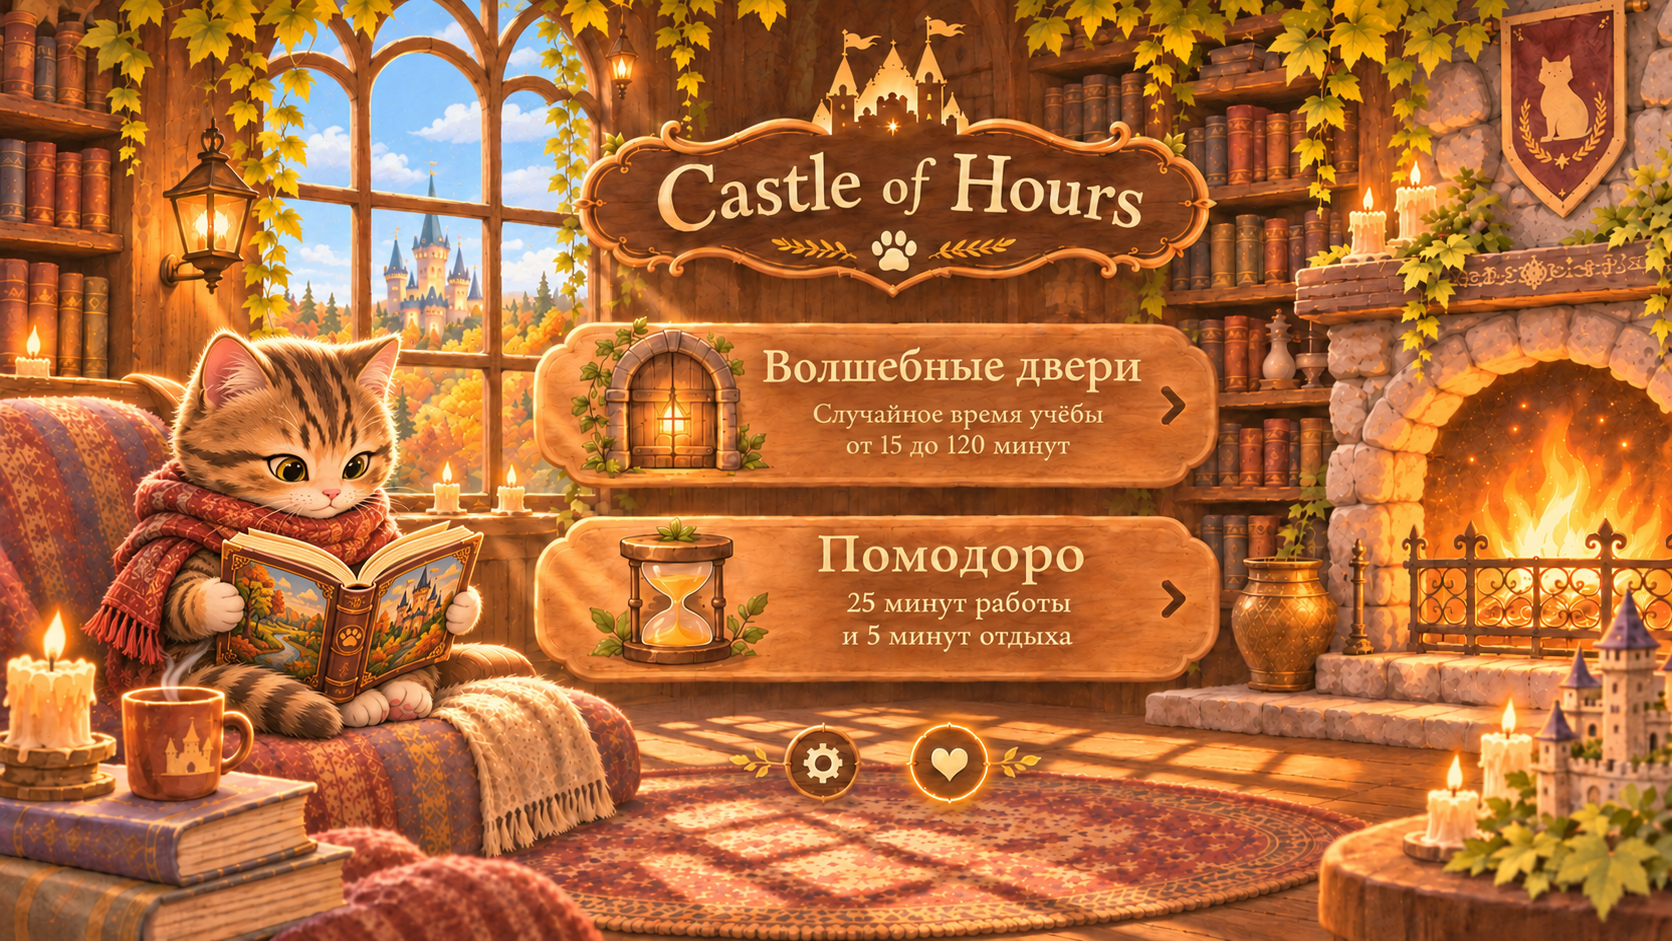 Castle of Hours
Волшебные двери
Случайное время учёбы
от 15 до 120 минут
Помодоро
25 минут работы
и 5 минут отдыха